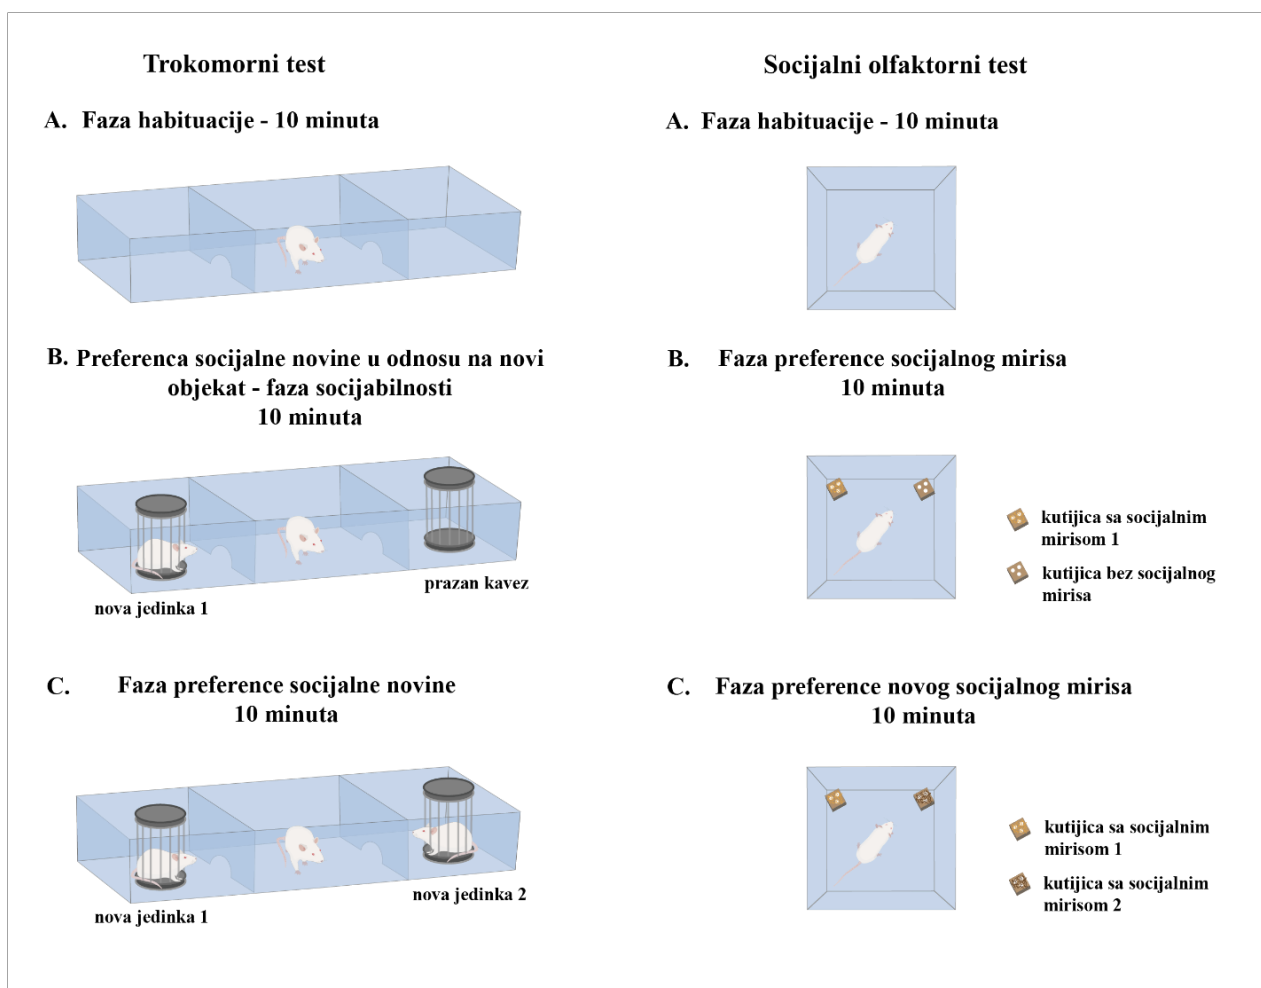 Trokomorni test
A. Faza habituacije - 10 minuta
B. Preferenca socijalne novine u odnosu na novi
objekat - faza socijabilnosti
10 minuta
nova jedinka 1
prazan kavez
C. Faza preference socijalne novine
10 minuta
nova jedinka 1
nova jedinka 2
Socijalni olfaktorni test
A. Faza habituacije - 10 minuta
B. Faza preference socijalnog mirisa
10 minuta
kutijica sa socijalnim
mirisom 1
kutijica bez socijalnog
mirisa
C. Faza preference novog socijalnog mirisa
10 minuta
kutijica sa socijalnim
mirisom 1
kutijica sa socijalnim
mirisom 2